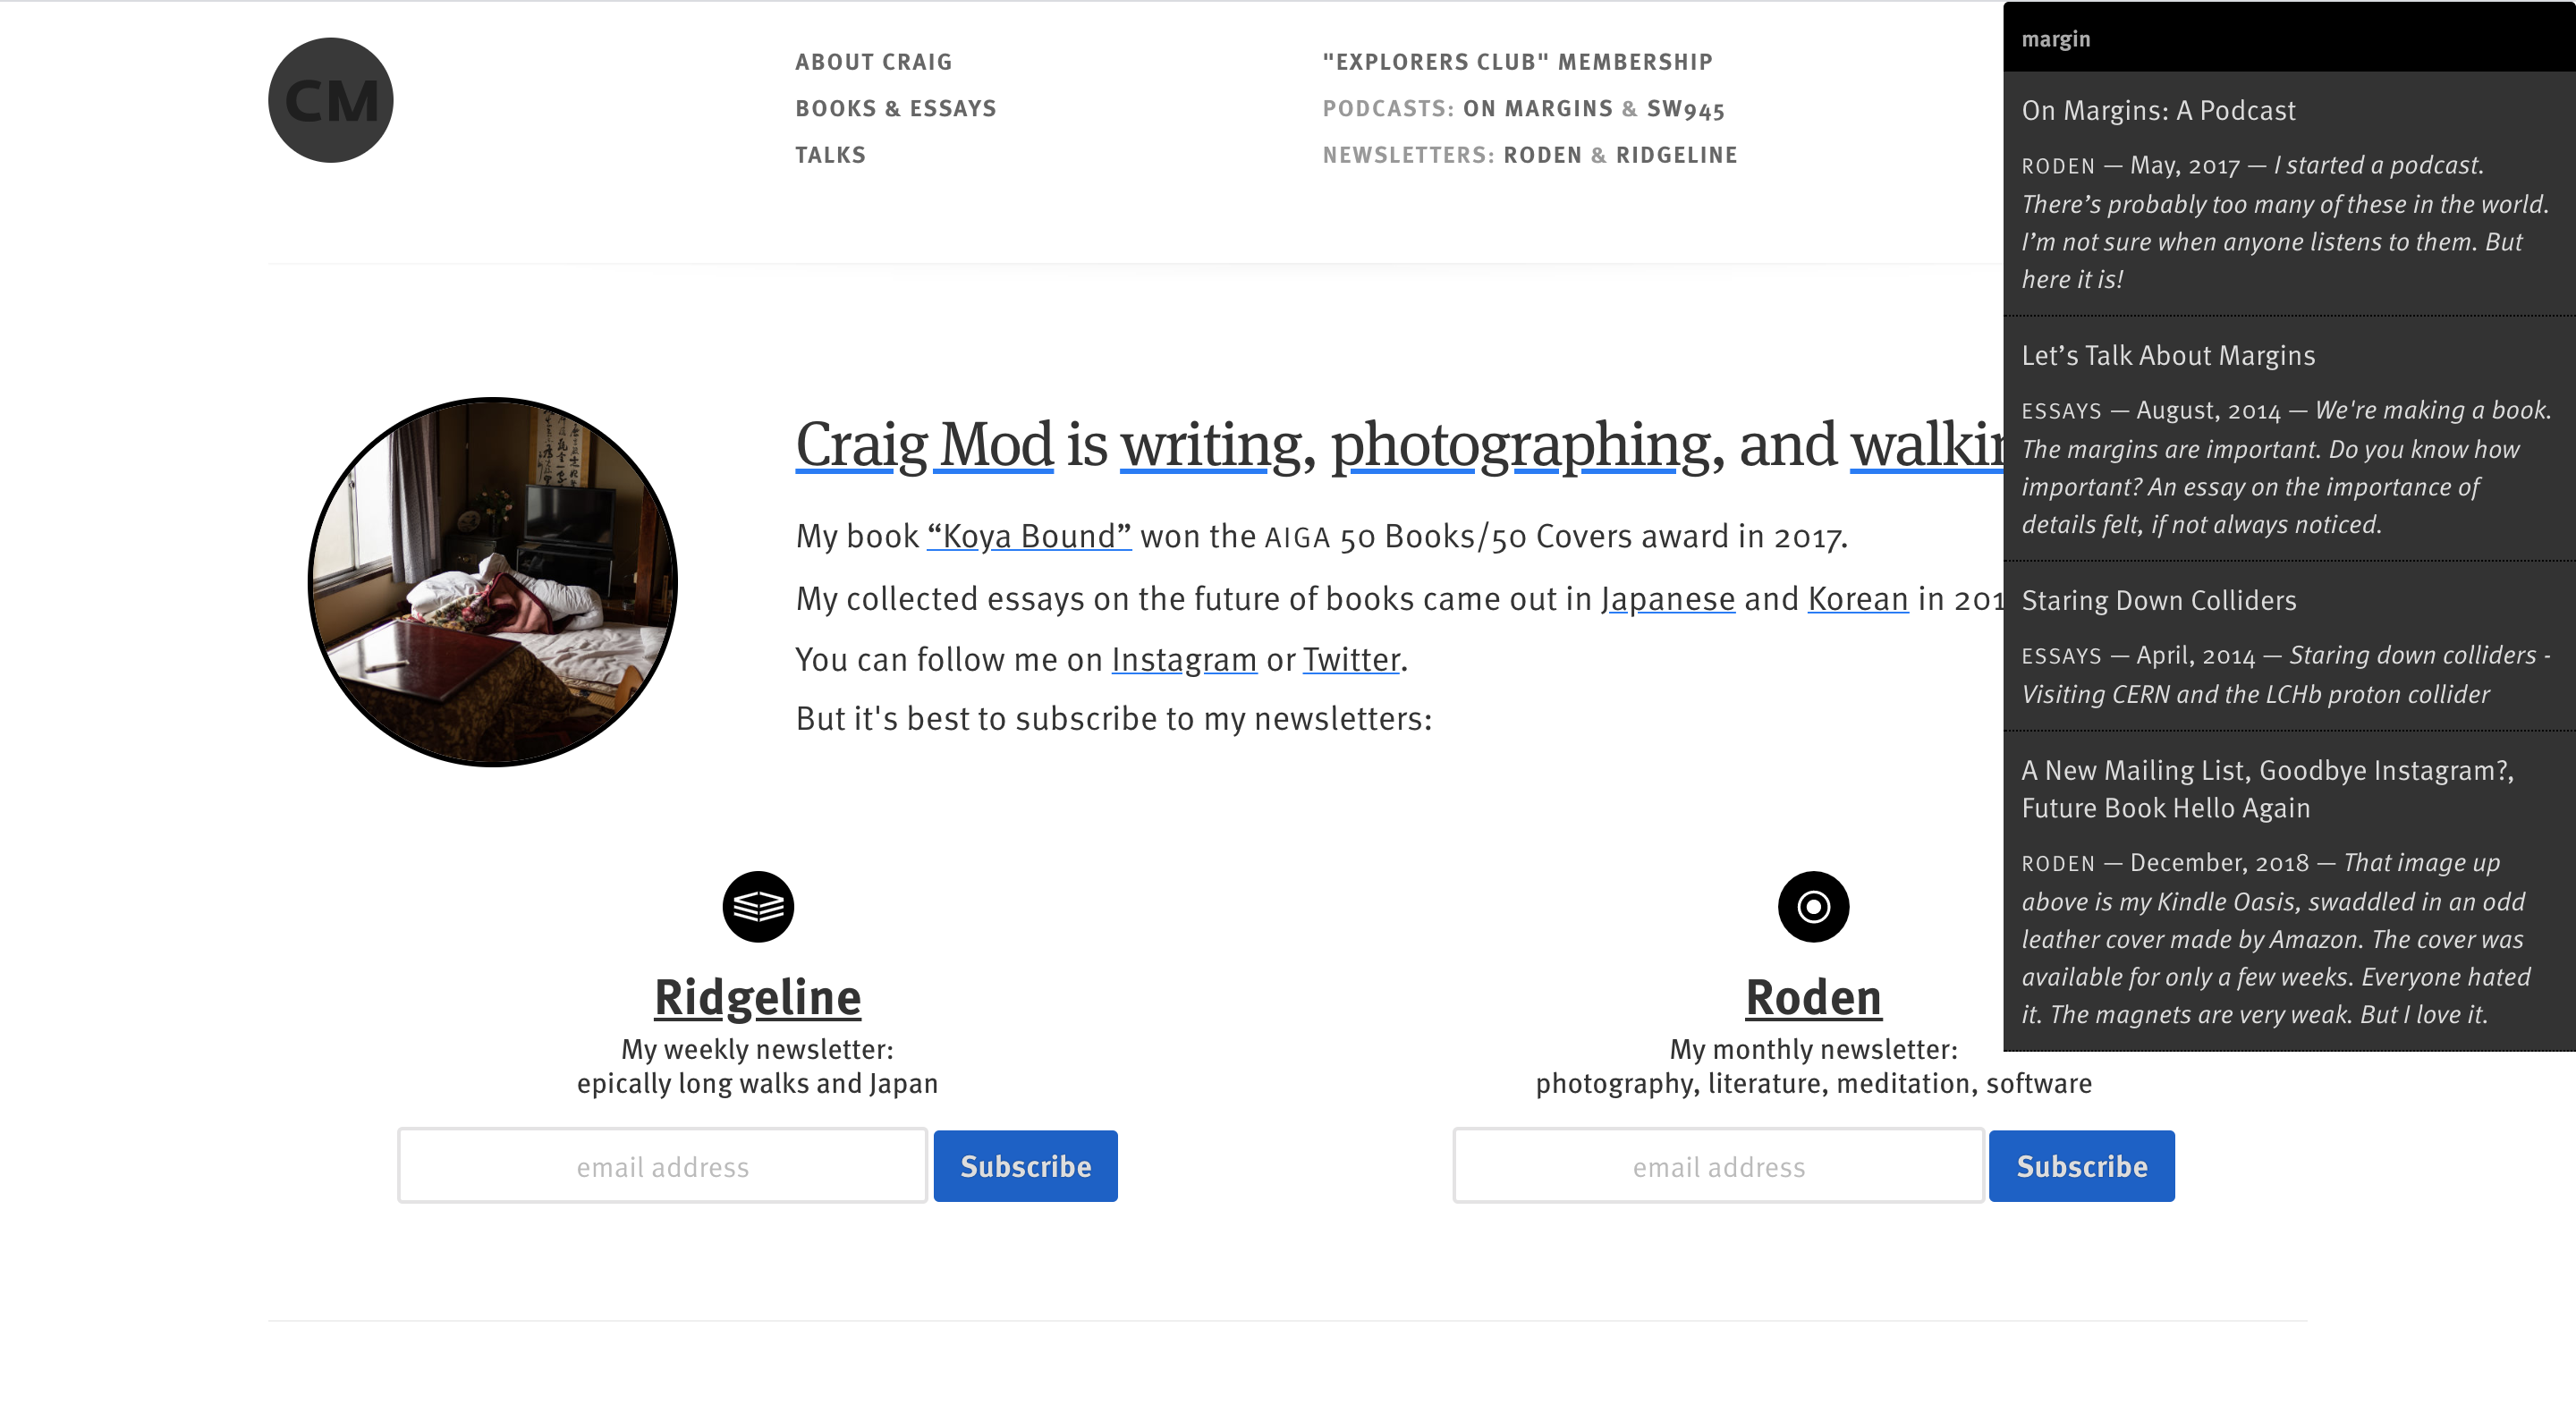 CM
ABOUT CRAIG
BOOKS & ESSAYS
TALKS
"EXPLORERS CLUB" MEMBERSHIP
PODCASTS: ON MARGINS & SW945
NEWSLETTERS: RODEN & RIDGELINE
Craig Mod is writing, photographing, and
My book “Koya Bound” won the AIGA 50 Books/50 Covers award in 2017.
My collected essays on the future of books came out in Japanese and Korean in
You can follow me on Instagram or Twitter.
But it's best to subscribe to my newsletters:
Ridgeline
My weekly newsletter:
epically long walks and Japan
email address
Subscribe
Roden
My monthly newsletter:
photography, literature, meditation, software
email address
Subscribe
margin
On Margins: A Podcast
RODEN — May, 2017 — I started a podcast.
There’s probably too many of these in the world.
I’m not sure when anyone listens to them. But
here it is!
Let’s Talk About Margins
ESSAYS — August, 2014 — We're making a book.
The margins are important. Do you know how
important? An essay on the importance of
details felt, if not always noticed.
Staring Down Colliders
ESSAYS — April, 2014 — Staring down colliders -
Visiting CERN and the LCHb proton collider
A New Mailing List, Goodbye Instagram?,
Future Book Hello Again
RODEN — December, 2018 — That image up
above is my Kindle Oasis, swaddled in an odd
leather cover made by Amazon. The cover was
available for only a few weeks. Everyone hated
it. The magnets are very weak. But I love it.